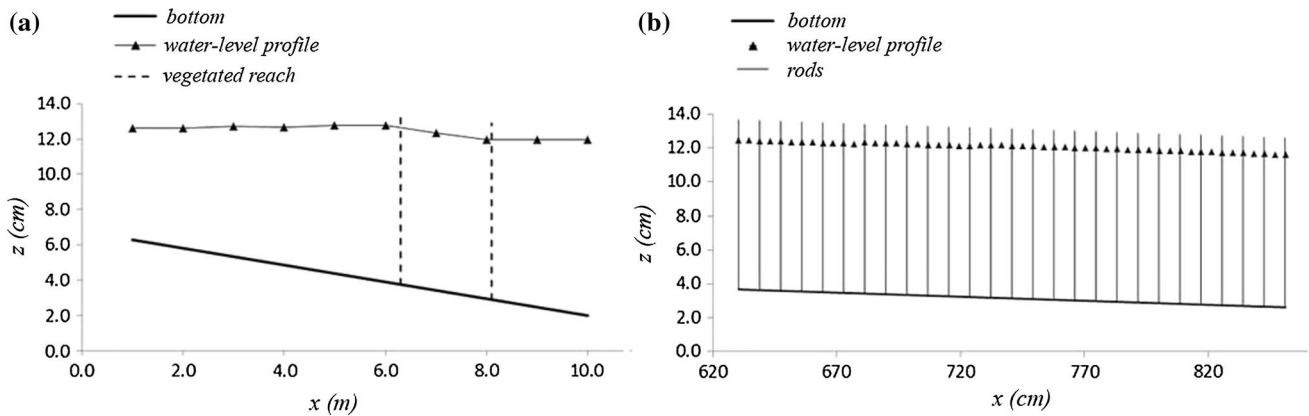 (a)
bottom
water-level profile
vegetated reach
14.0
12.0
10.0
8.0
6.0
4.0
2.0
0.0
z (cm)
0.0 2.0 4.0 6.0 8.0 10.0
x (m)
(b)
bottom
water-level profile
rods
14.0
12.0
10.0
8.0
6.0
4.0
2.0
0.0
z (cm)
620 670 720 770 820
x (cm)